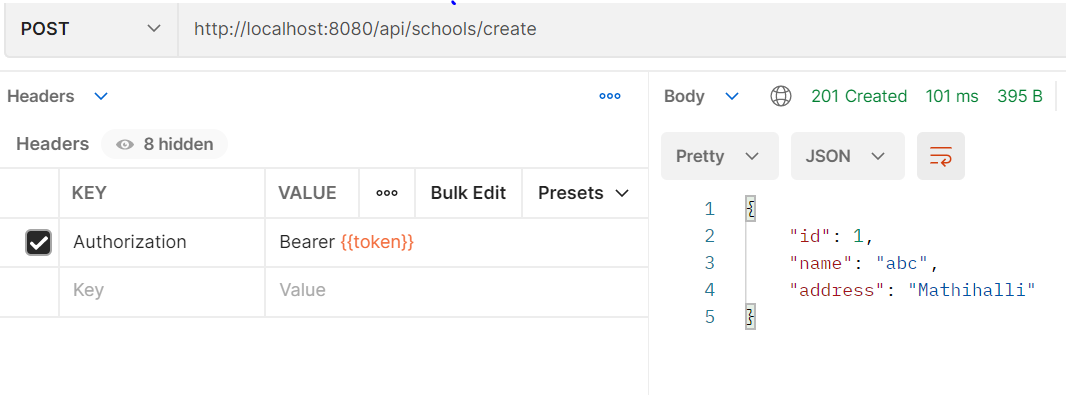 POST http://localhost:8080/api/schools/create
Headers
Headers 8 hidden
KEY VALUE Bulk Edit Presets
Authorization Bearer {{token}}
Key Value
Body 201 Created 101 ms 395 B
Pretty JSON
1 {
2 "id": 1,
3 "name": "abc",
4 "address": "Mathihalli"
5 }